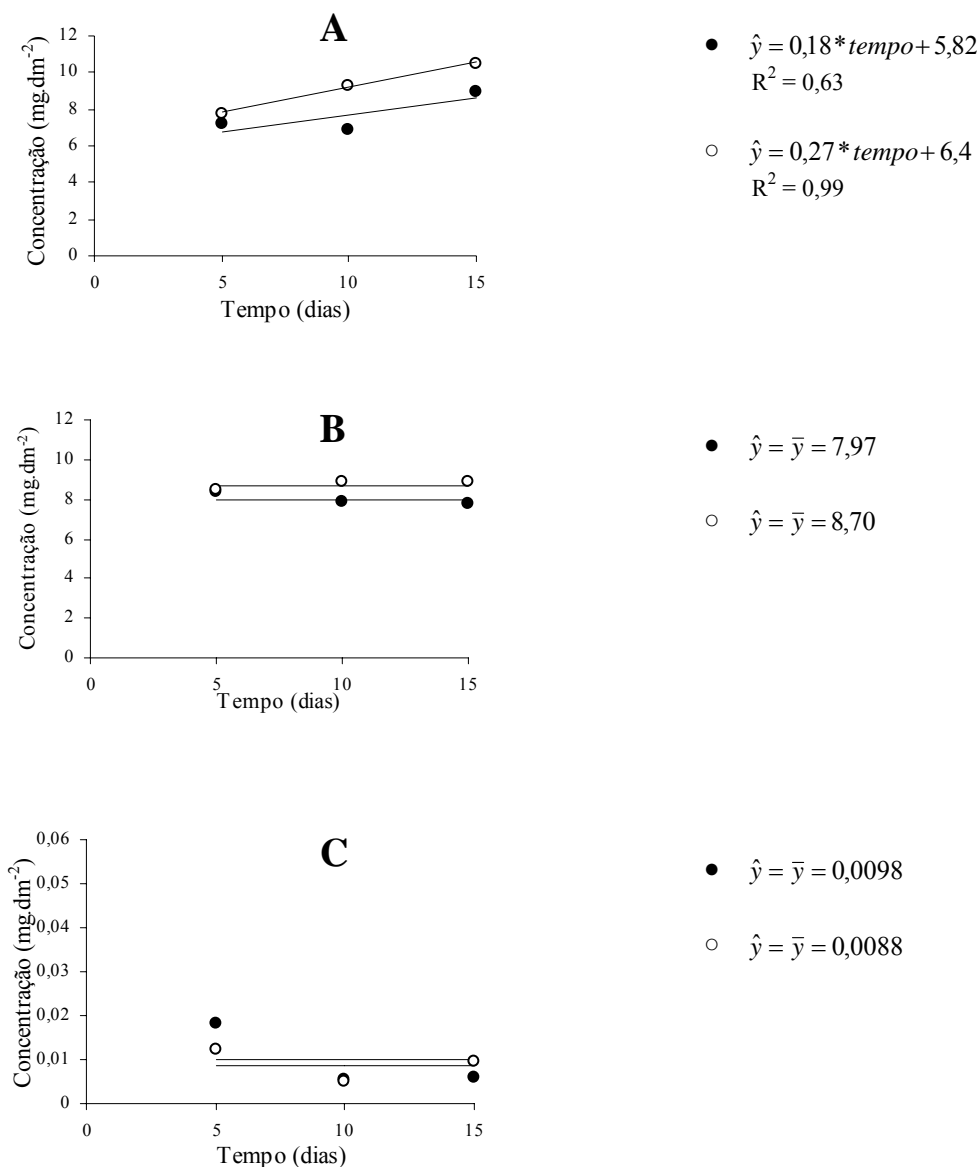 A
Concentração (mg.dm-2)
12
10
8
6
4
2
0
0 5 10 15
Tempo (dias)
● ŷ = 0,18* tempo + 5,82
R² = 0,63
○ ŷ = 0,27* tempo + 6,4
R² = 0,99
B
Concentração (mg.dm-2)
12
10
8
6
4
2
0
0 5 10 15
Tempo (dias)
● ŷ = y̅ = 7,97
○ ŷ = y̅ = 8,70
C
Concentração (mg.dm-2)
0,06
0,05
0,04
0,03
0,02
0,01
0
0 5 10 15
Tempo (dias)
● ŷ = y̅ = 0,0098
○ ŷ = y̅ = 0,0088